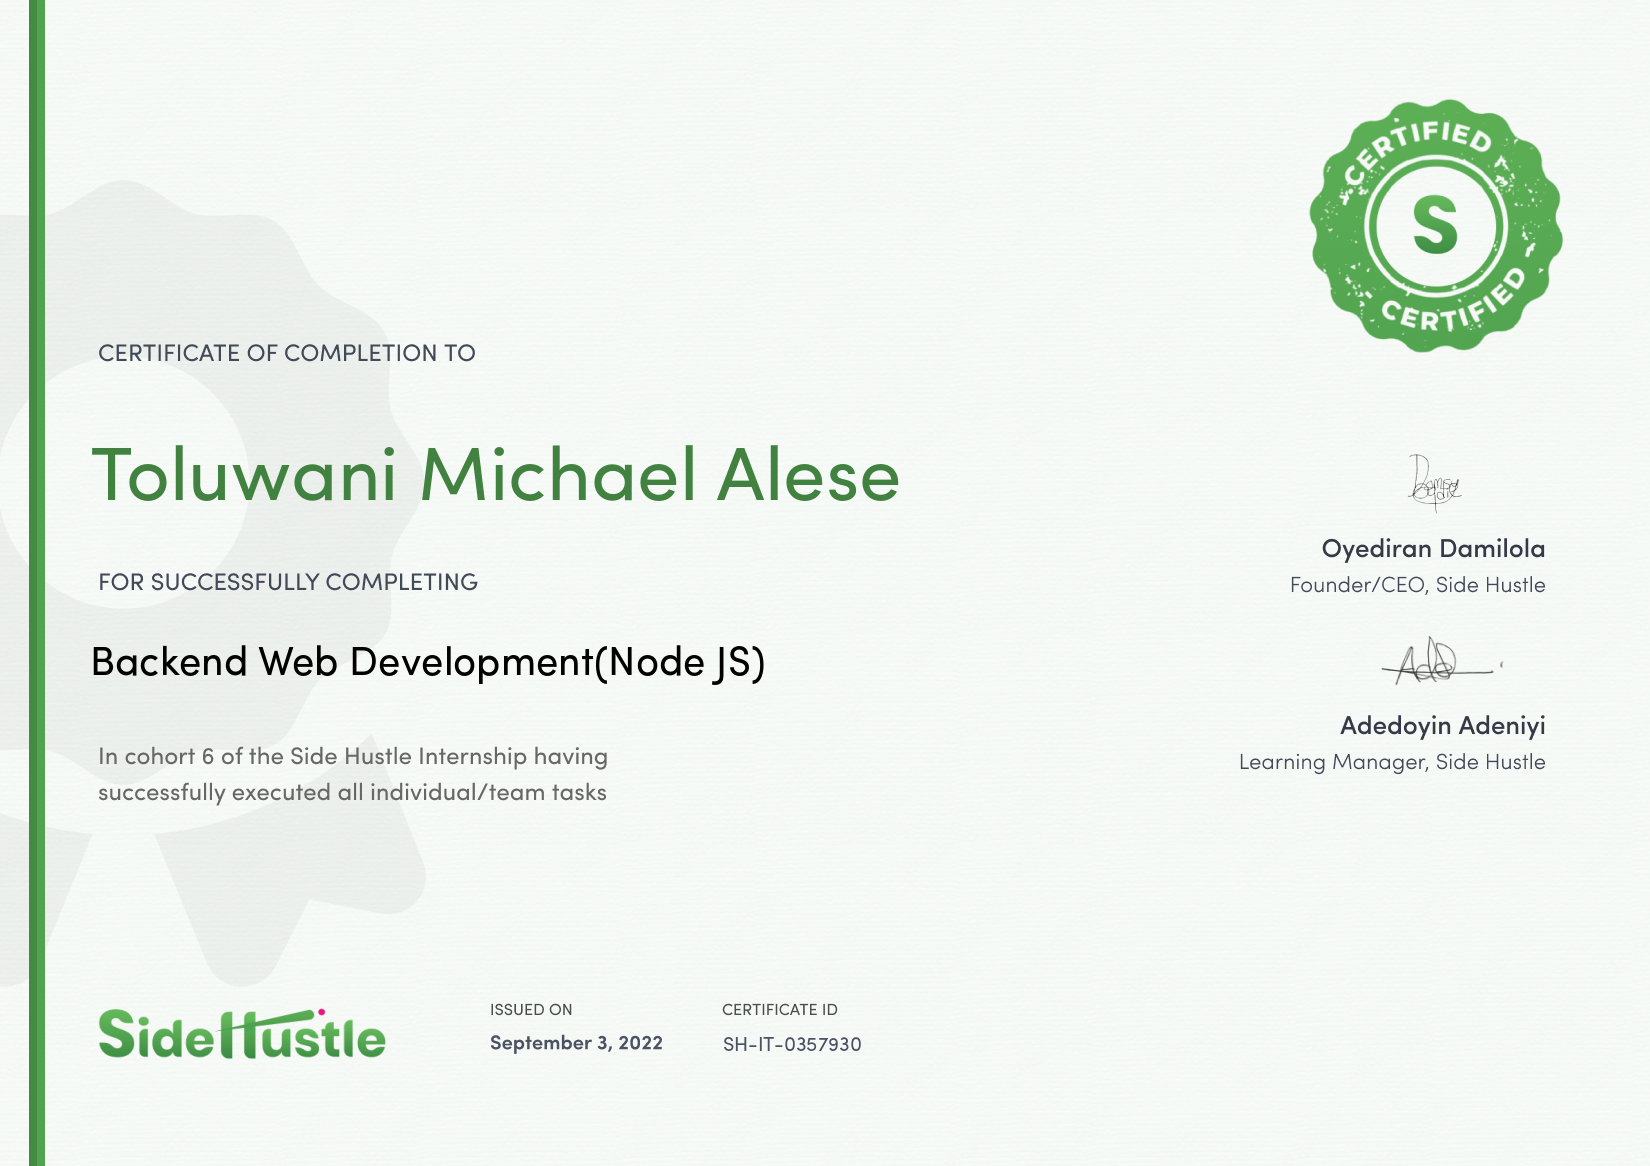 CERTIFIED
S
CERTIFIED
CERTIFICATE OF COMPLETION TO
Toluwani Michael Alese
FOR SUCCESSFULLY COMPLETING
Backend Web Development(Node JS)
In cohort 6 of the Side Hustle Internship having
successfully executed all individual/team tasks
Oyediran Damilola
Founder/CEO, Side Hustle
Adedoyin Adeniyi
Learning Manager, Side Hustle
SideHustle
ISSUED ON
September 3, 2022
CERTIFICATE ID
SH-IT-0357930